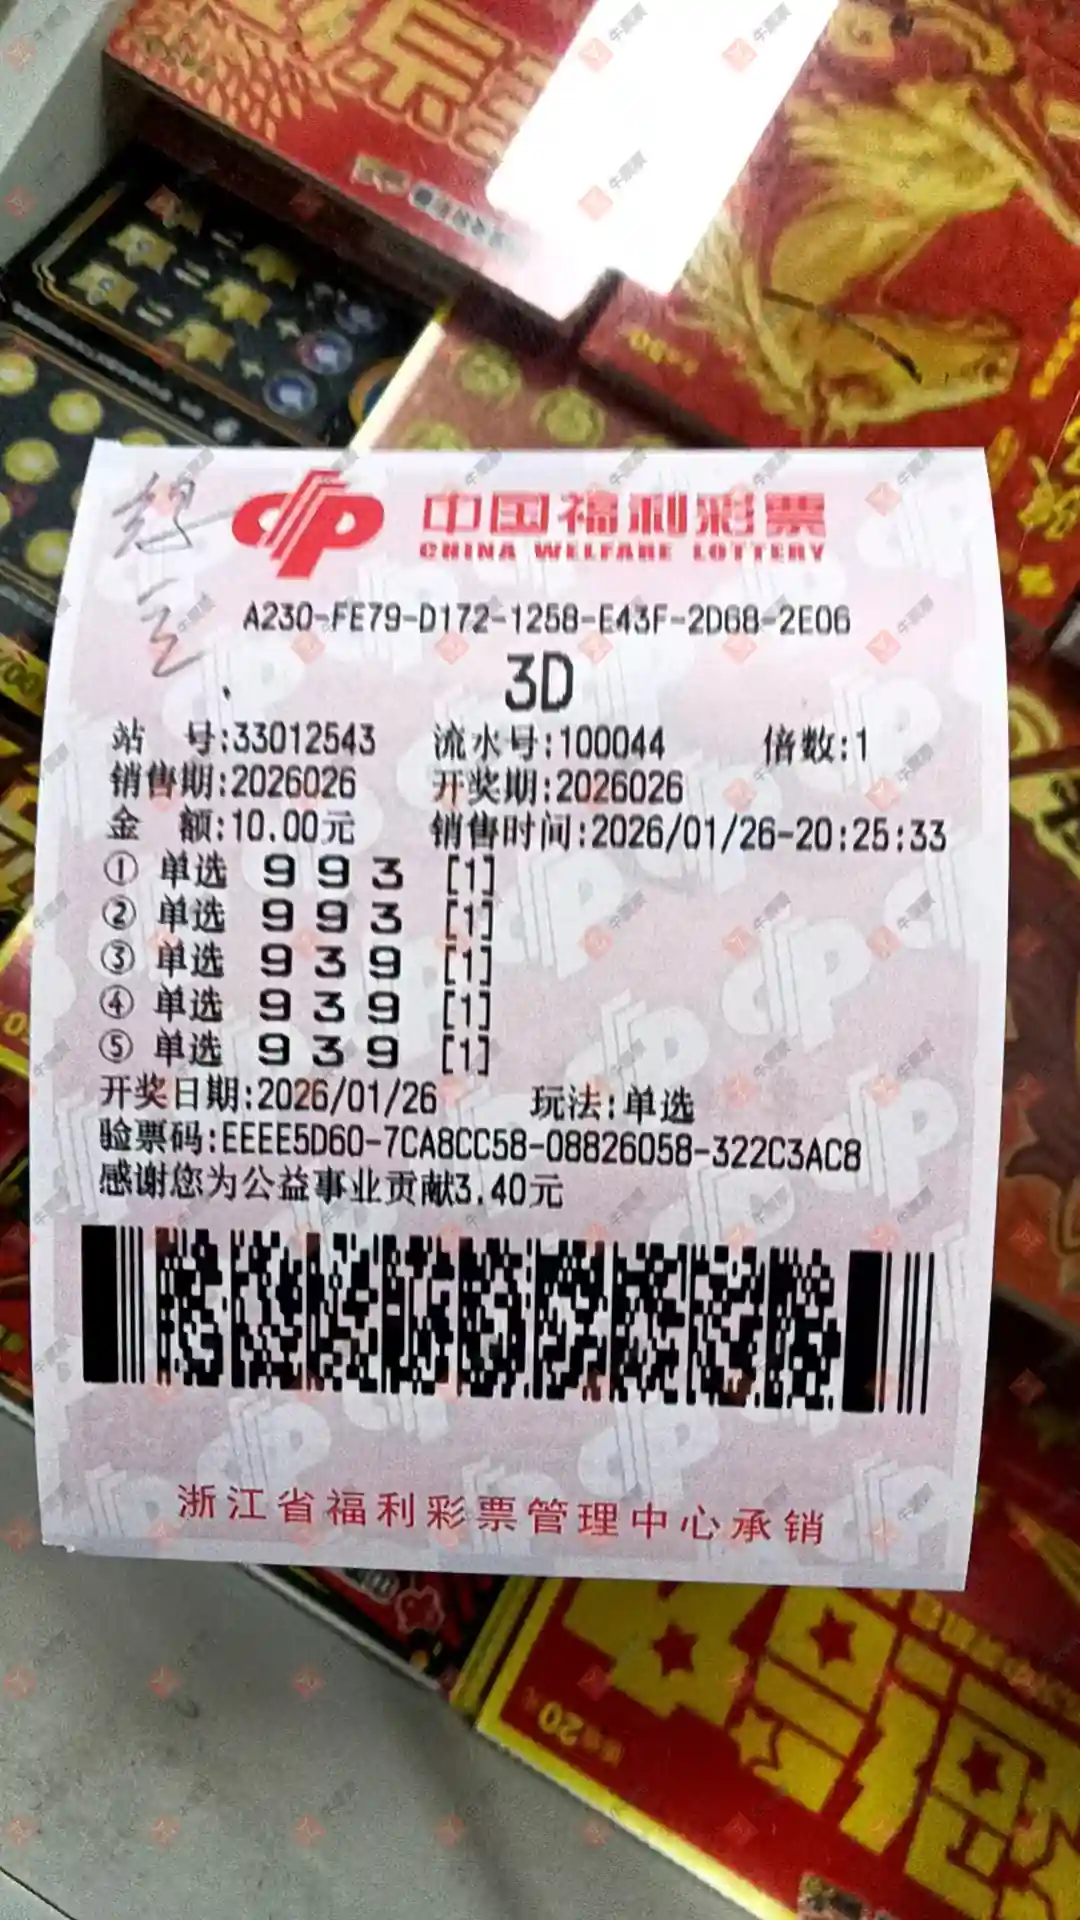 中国福利彩票
CHINA WELFARE LOTTERY
A230-FE79-D172-1258-E43F-2D68-2E06
3D
站 号:33012543 流水号:100044 倍数:1
销售期:2026026 开奖期:2026026
金 额:10.00元 销售时间:2026/01/26-20:25:33
① 单选 9 9 3 [1]
② 单选 9 9 3 [1]
③ 单选 9 3 9 [1]
④ 单选 9 3 9 [1]
⑤ 单选 9 3 9 [1]
开奖日期:2026/01/26 玩法:单选
验票码:EEEE5D60-7CA8CC58-08826058-322C3AC8
感谢您为公益事业贡献3.40元
浙江省福利彩票管理中心承销